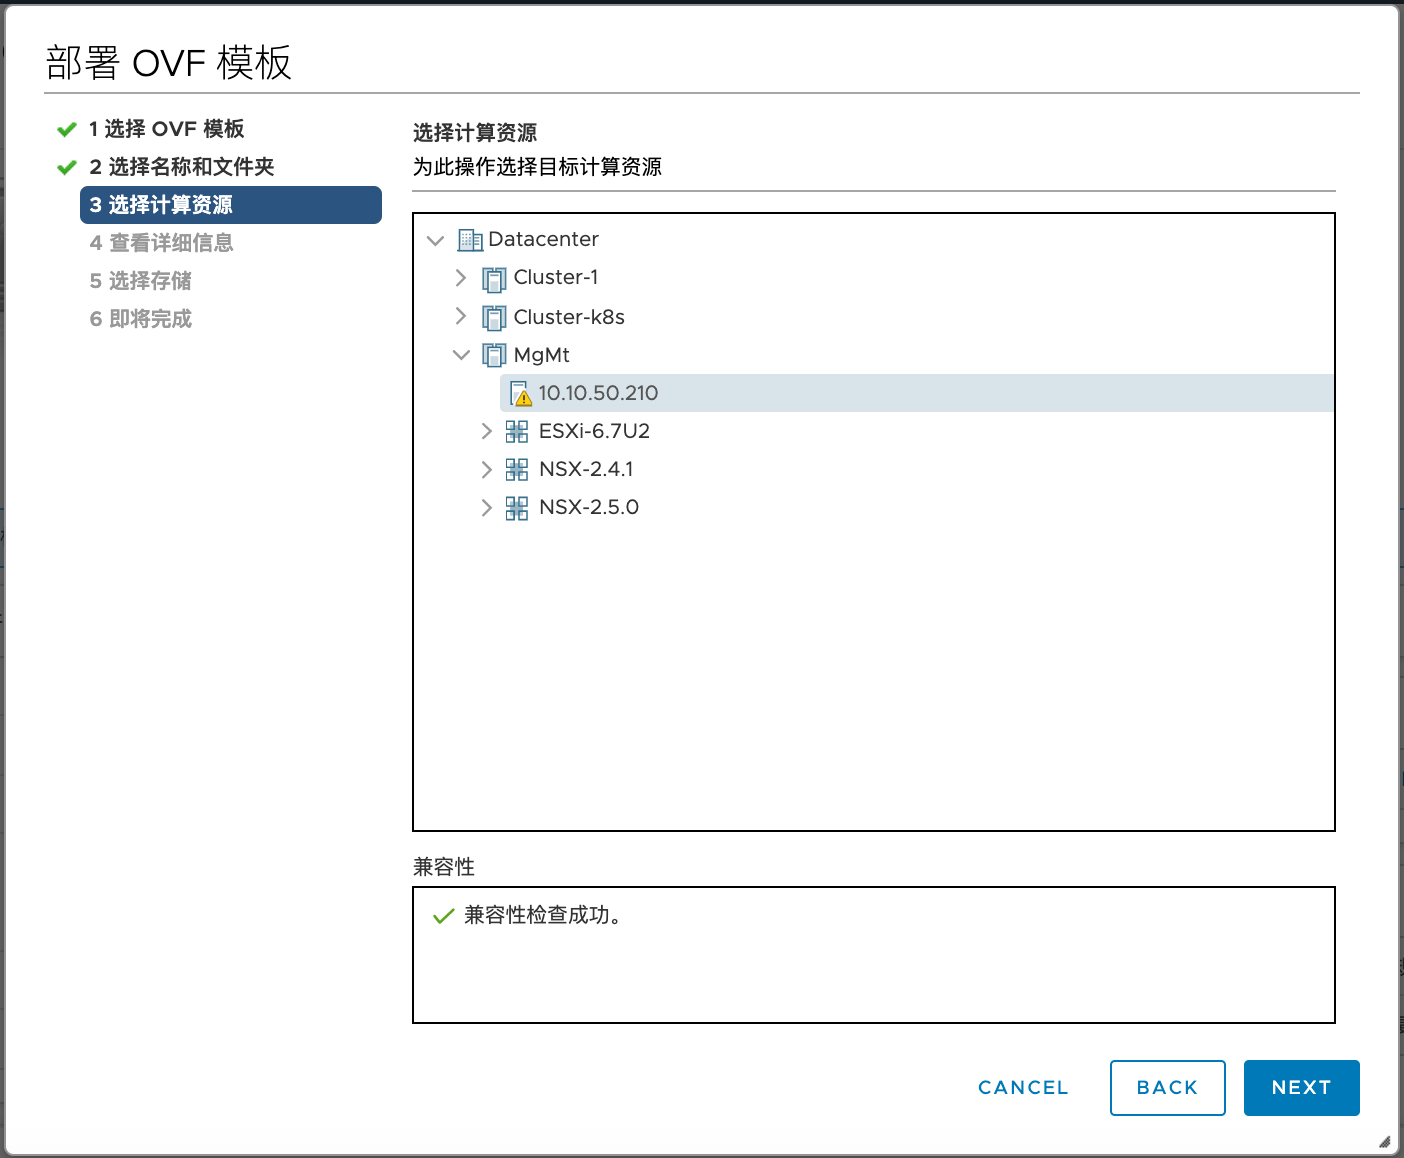 部署 OVF 模板
1 选择 OVF 模板
2 选择名称和文件夹
3 选择计算资源
4 查看详细信息
5 选择存储
6 即将完成
选择计算资源
为此操作选择目标计算资源
Datacenter
Cluster-1
Cluster-k8s
MgMt
10.10.50.210
ESXi-6.7U2
NSX-2.4.1
NSX-2.5.0
兼容性
兼容性检查成功。
CANCEL
BACK
NEXT